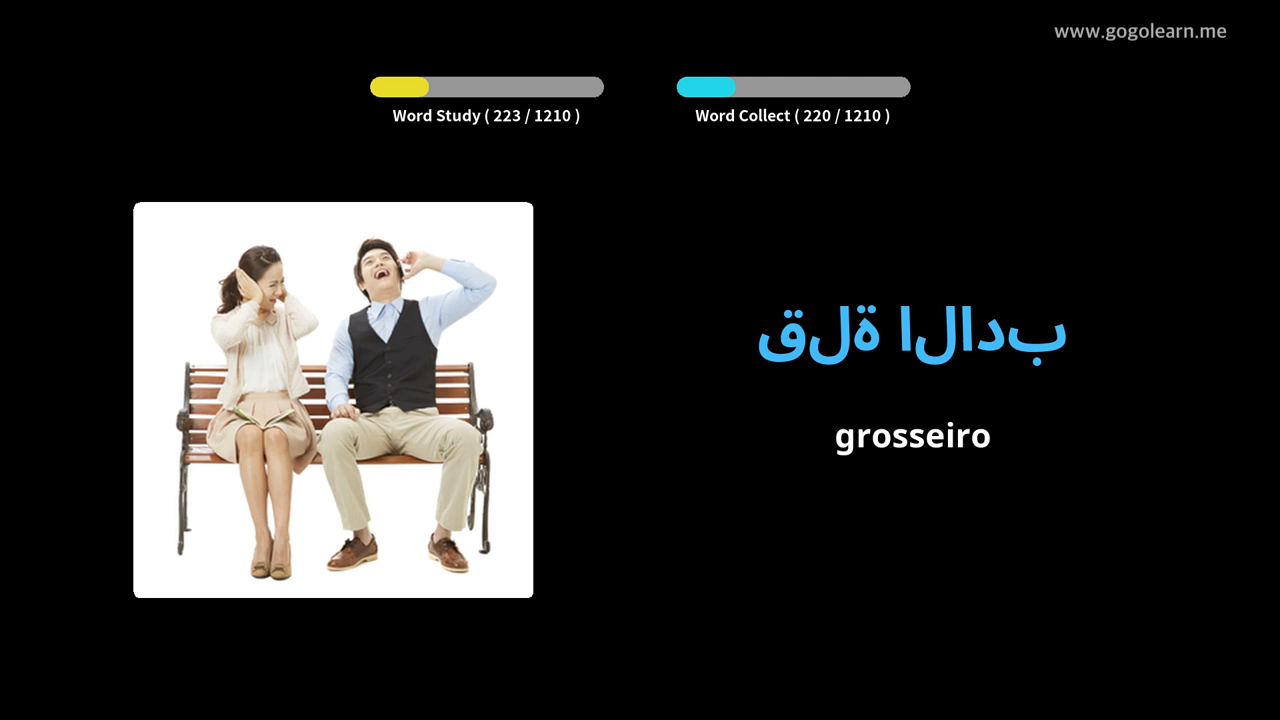 www.gogolearn.me
Word Study ( 223 / 1210 )
Word Collect ( 220 / 1210 )
قلة الادب
grosseiro